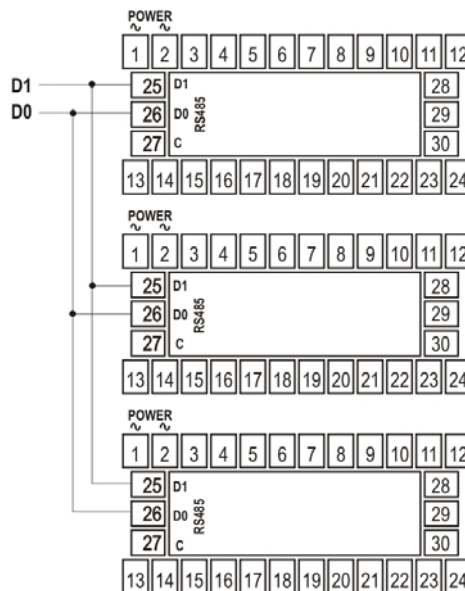 POWER
~ ~
1 2 3 4 5 6 7 8 9 10 11 12
D1 25 D1 28
D0 26 D0 RS485 29
27 C 30
13 14 15 16 17 18 19 20 21 22 23 24
POWER
~ ~
1 2 3 4 5 6 7 8 9 10 11 12
25 D1 28
26 D0 RS485 29
27 C 30
13 14 15 16 17 18 19 20 21 22 23 24
POWER
~ ~
1 2 3 4 5 6 7 8 9 10 11 12
25 D1 28
26 D0 RS485 29
27 C 30
13 14 15 16 17 18 19 20 21 22 23 24